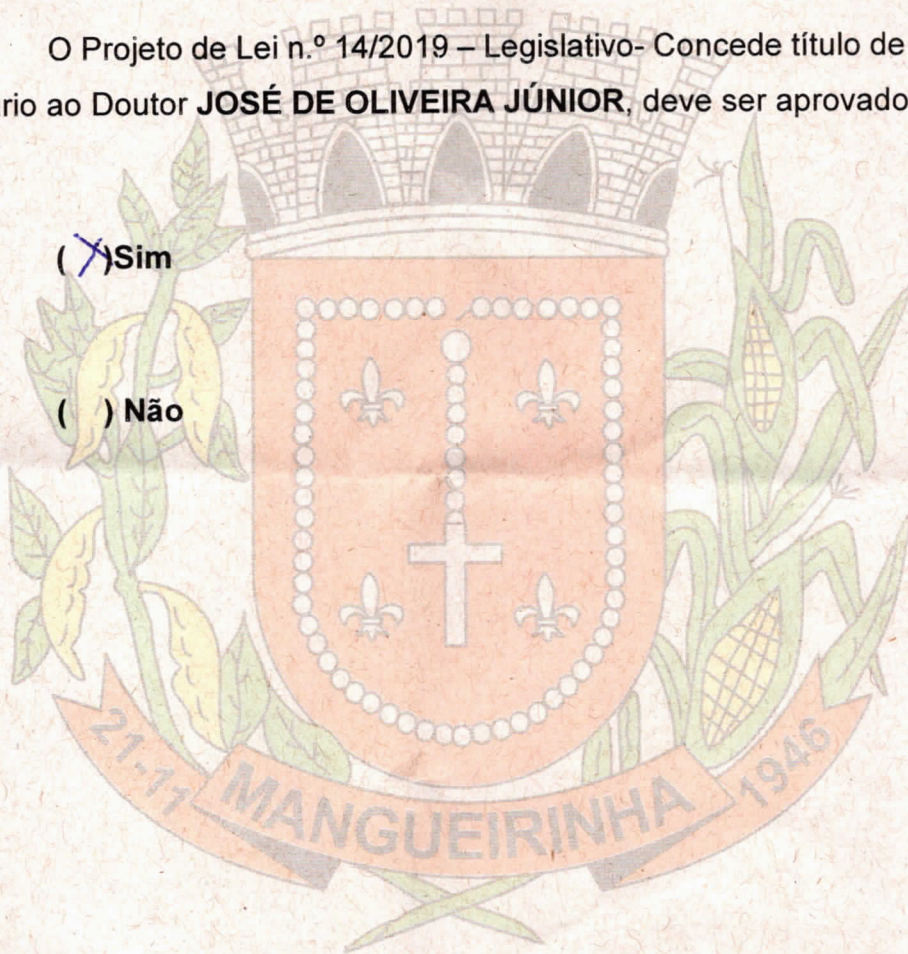 O Projeto de Lei n.º 14/2019 – Legislativo- Concede título de
rio ao Doutor JOSÉ DE OLIVEIRA JÚNIOR, deve ser aprovado
( X)Sim
( ) Não
21-11 MANGUEIRINHA 1946